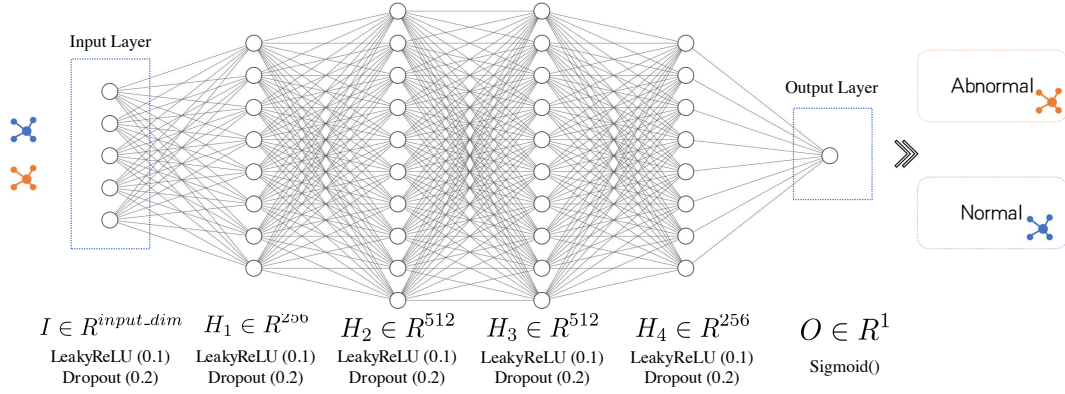 Input Layer
Output Layer
Abnormal
Normal
I ∈ R^{input_dim}
LeakyReLU (0.1)
Dropout (0.2)
H_1 ∈ R^{256}
LeakyReLU (0.1)
Dropout (0.2)
H_2 ∈ R^{512}
LeakyReLU (0.1)
Dropout (0.2)
H_3 ∈ R^{512}
LeakyReLU (0.1)
Dropout (0.2)
H_4 ∈ R^{256}
LeakyReLU (0.1)
Dropout (0.2)
O ∈ R^1
Sigmoid()